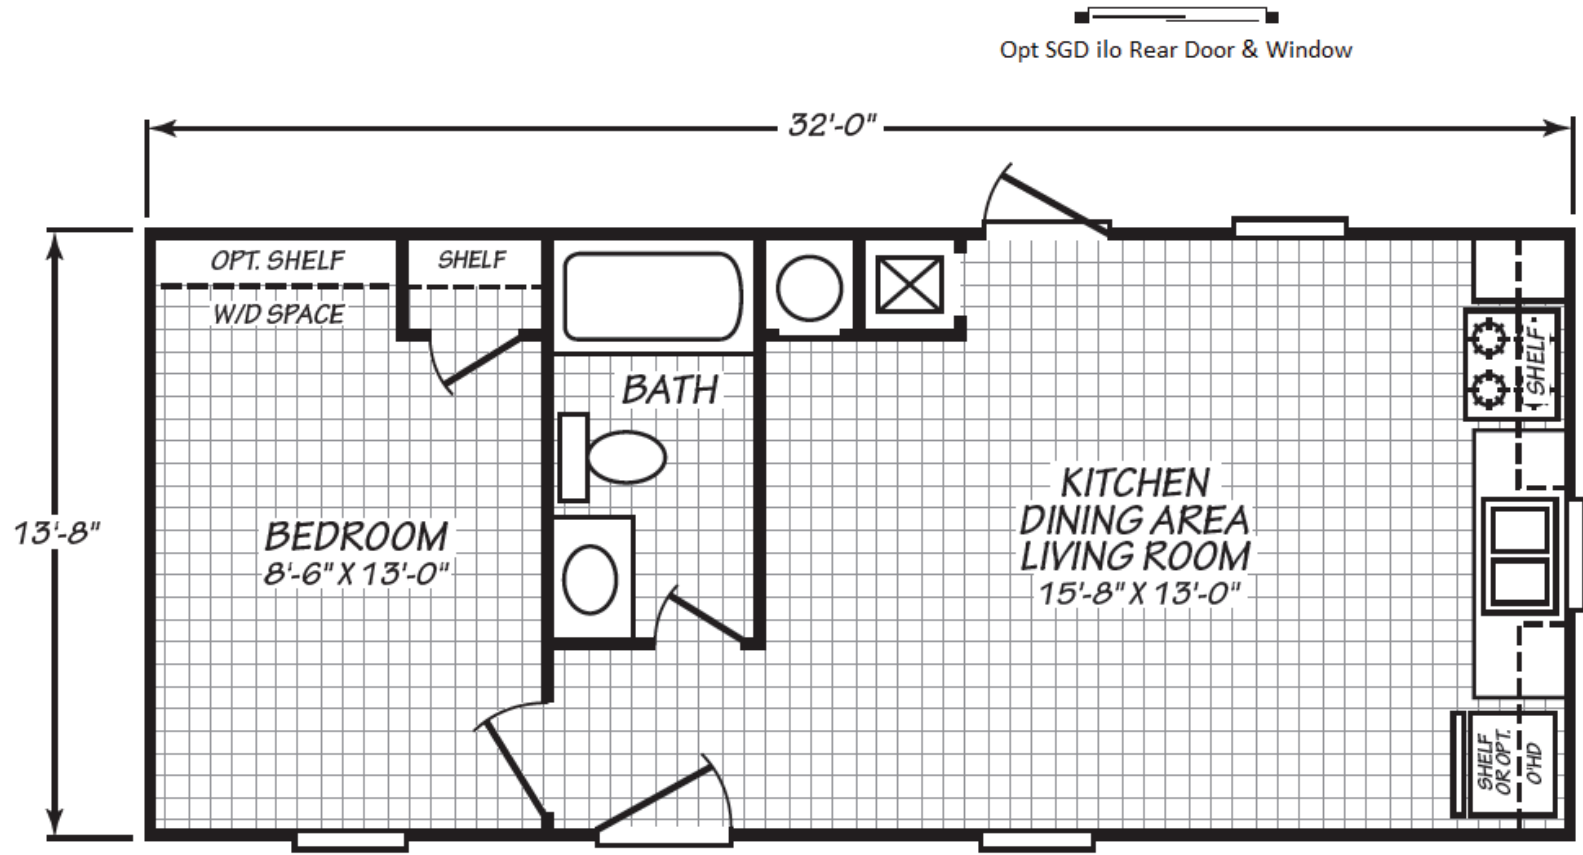 Opt SGD ilo Rear Door & Window
32'-0"
OPT. SHELF
W/D SPACE
SHELF
BATH
SHELF
KITCHEN
DINING AREA
LIVING ROOM
15'-8" X 13'-0"
13'-8"
BEDROOM
8'-6" X 13'-0"
SHELF
OR OPT.
O'HD